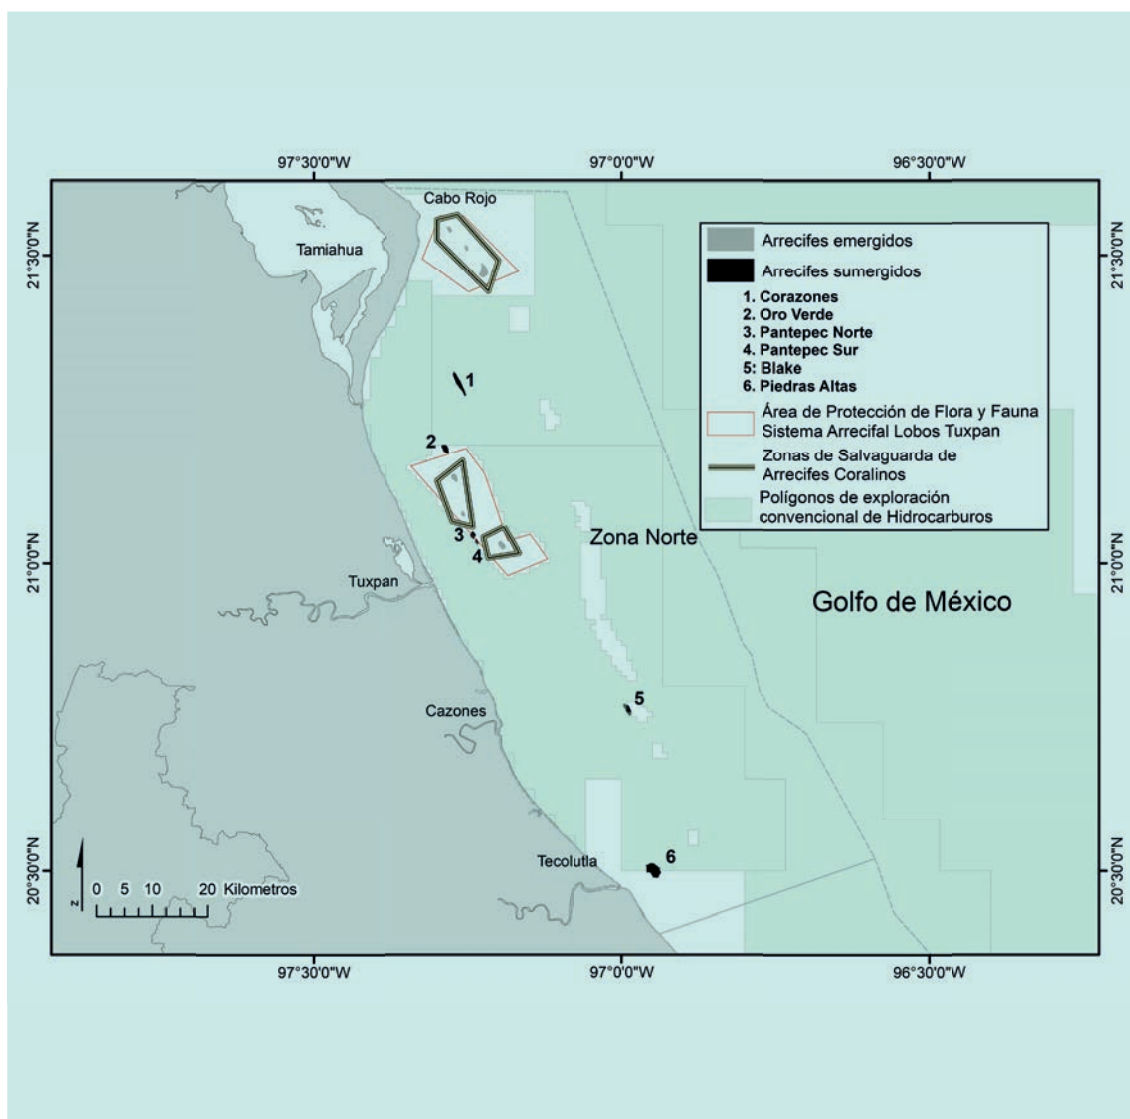 97°30'0"W
97°0'0"W
96°30'0"W
21°30'0"N
21°0'0"N
20°30'0"N
21°30'0"N
21°0'0"N
20°30'0"N
Cabo Rojo
Tamiahua
Arrecifes emergidos
Arrecifes sumergidos
1. Corazones
2. Oro Verde
3. Pantepec Norte
4. Pantepec Sur
5: Blake
6. Piedras Altas
Área de Protección de Flora y Fauna
Sistema Arrecifal Lobos Tuxpan
Zonas de Salvaguarda de
Arrecifes Coralinos
Polígonos de exploración
convencional de Hidrocarburos
1
2
3
4
Zona Norte
Tuxpan
Golfo de México
5
Cazones
Tecolutla
6
N
0 5 10 20 Kilometros
97°30'0"W
97°0'0"W
96°30'0"W